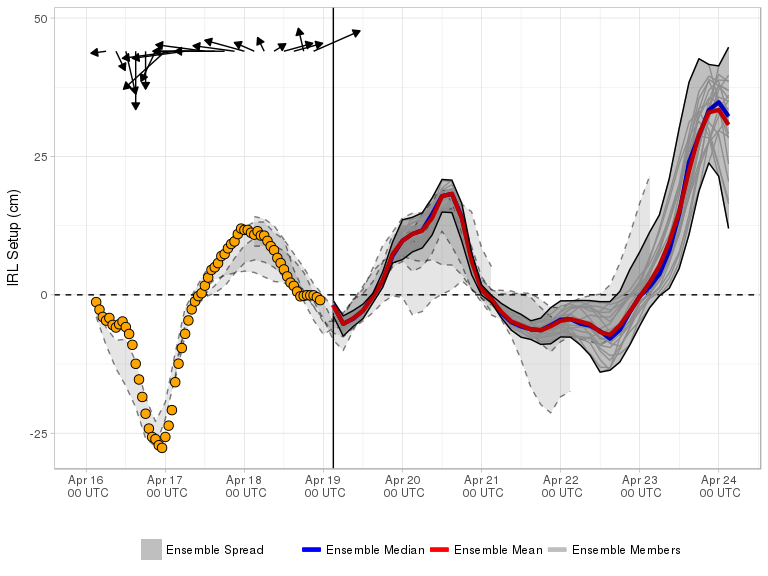 50
25
0
-25
IRL Setup (cm)
Apr 16 Apr 17 Apr 18 Apr 19 Apr 20 Apr 21 Apr 22 Apr 23 Apr 24
00 UTC 00 UTC 00 UTC 00 UTC 00 UTC 00 UTC 00 UTC 00 UTC 00 UTC
Ensemble Spread Ensemble Median Ensemble Mean Ensemble Members